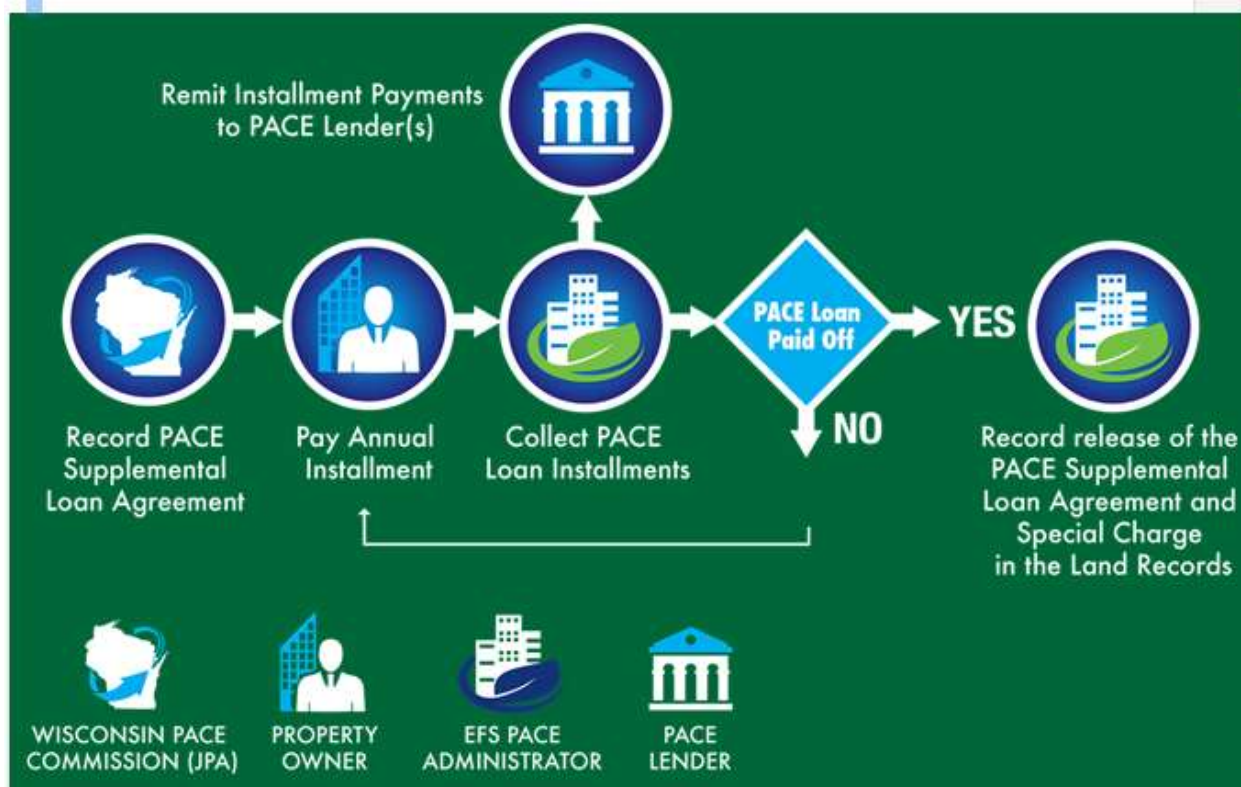 Remit Installment Payments
to PACE Lender(s)
PACE Loan
Paid Off
YES
NO
Record PACE
Supplemental
Loan Agreement
Pay Annual
Installment
Collect PACE
Loan Installments
Record release of the
PACE Supplemental
Loan Agreement and
Special Charge
in the Land Records
WISCONSIN PACE
COMMISSION (JPA)
PROPERTY
OWNER
EFS PACE
ADMINISTRATOR
PACE
LENDER